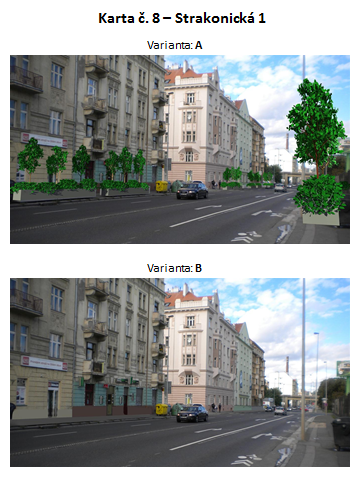 Karta č. 8 – Strakonická 1
Varianta: A
Varianta: B